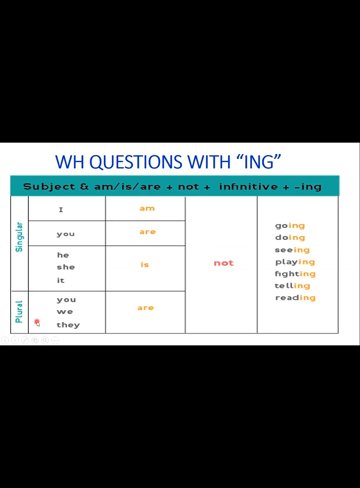 WH QUESTIONS WITH “ING”
Subject & am/is/are + not + infinitive + -ing
Singular
I
am
you
are
he
she
it
is
Plural
you
we
they
are
not
going
doing
seeing
playing
fighting
telling
reading